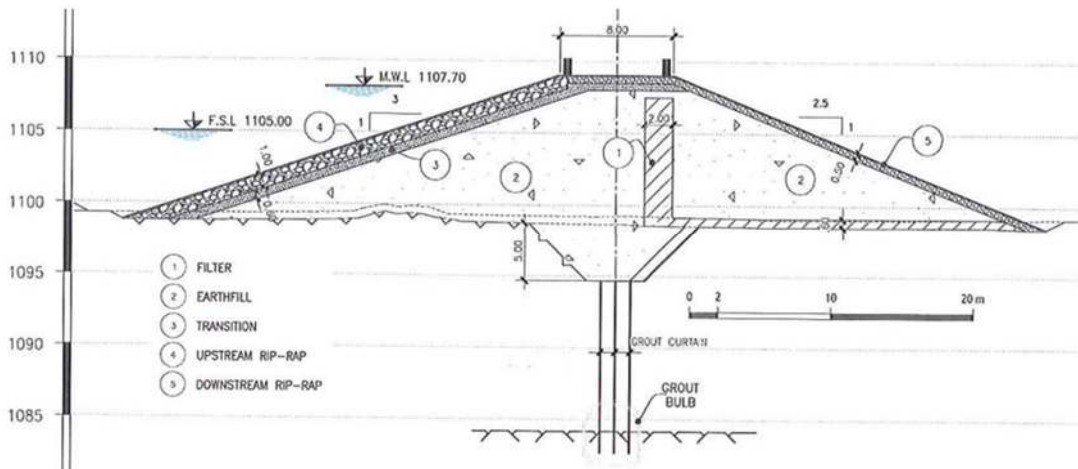 8.00
1110
M.W.L 1107.70
3
1
2.5
1
F.S.L 1105.00
1105
4
3
2
1
2.00
2
5
1.00
0.50
1100
5.00
1095
1 FILTER
2 EARTHFILL
3 TRANSITION
4 UPSTREAM RIP-RAP
5 DOWNSTREAM RIP-RAP
0 2 10 20 m
1090
GROUT CURTAIN
GROUT
BULB
1085